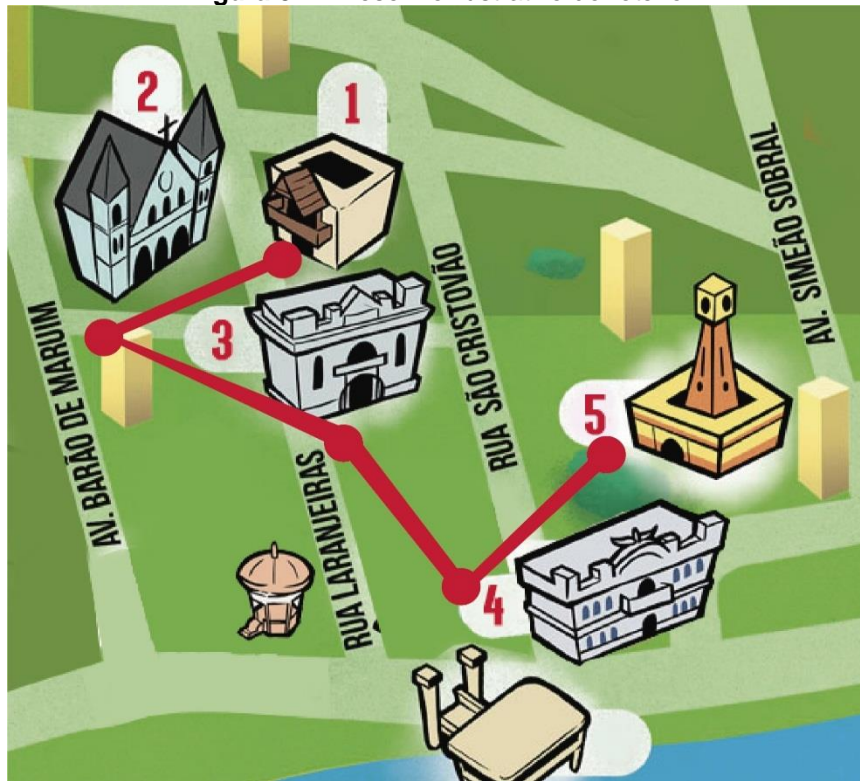 2
1
AV. SIMEÃO SOBRAL
3
RUA SÃO CRISTOVÃO
AV. BARÃO DE MARUIM
5
RUA LARANJEIRAS
4